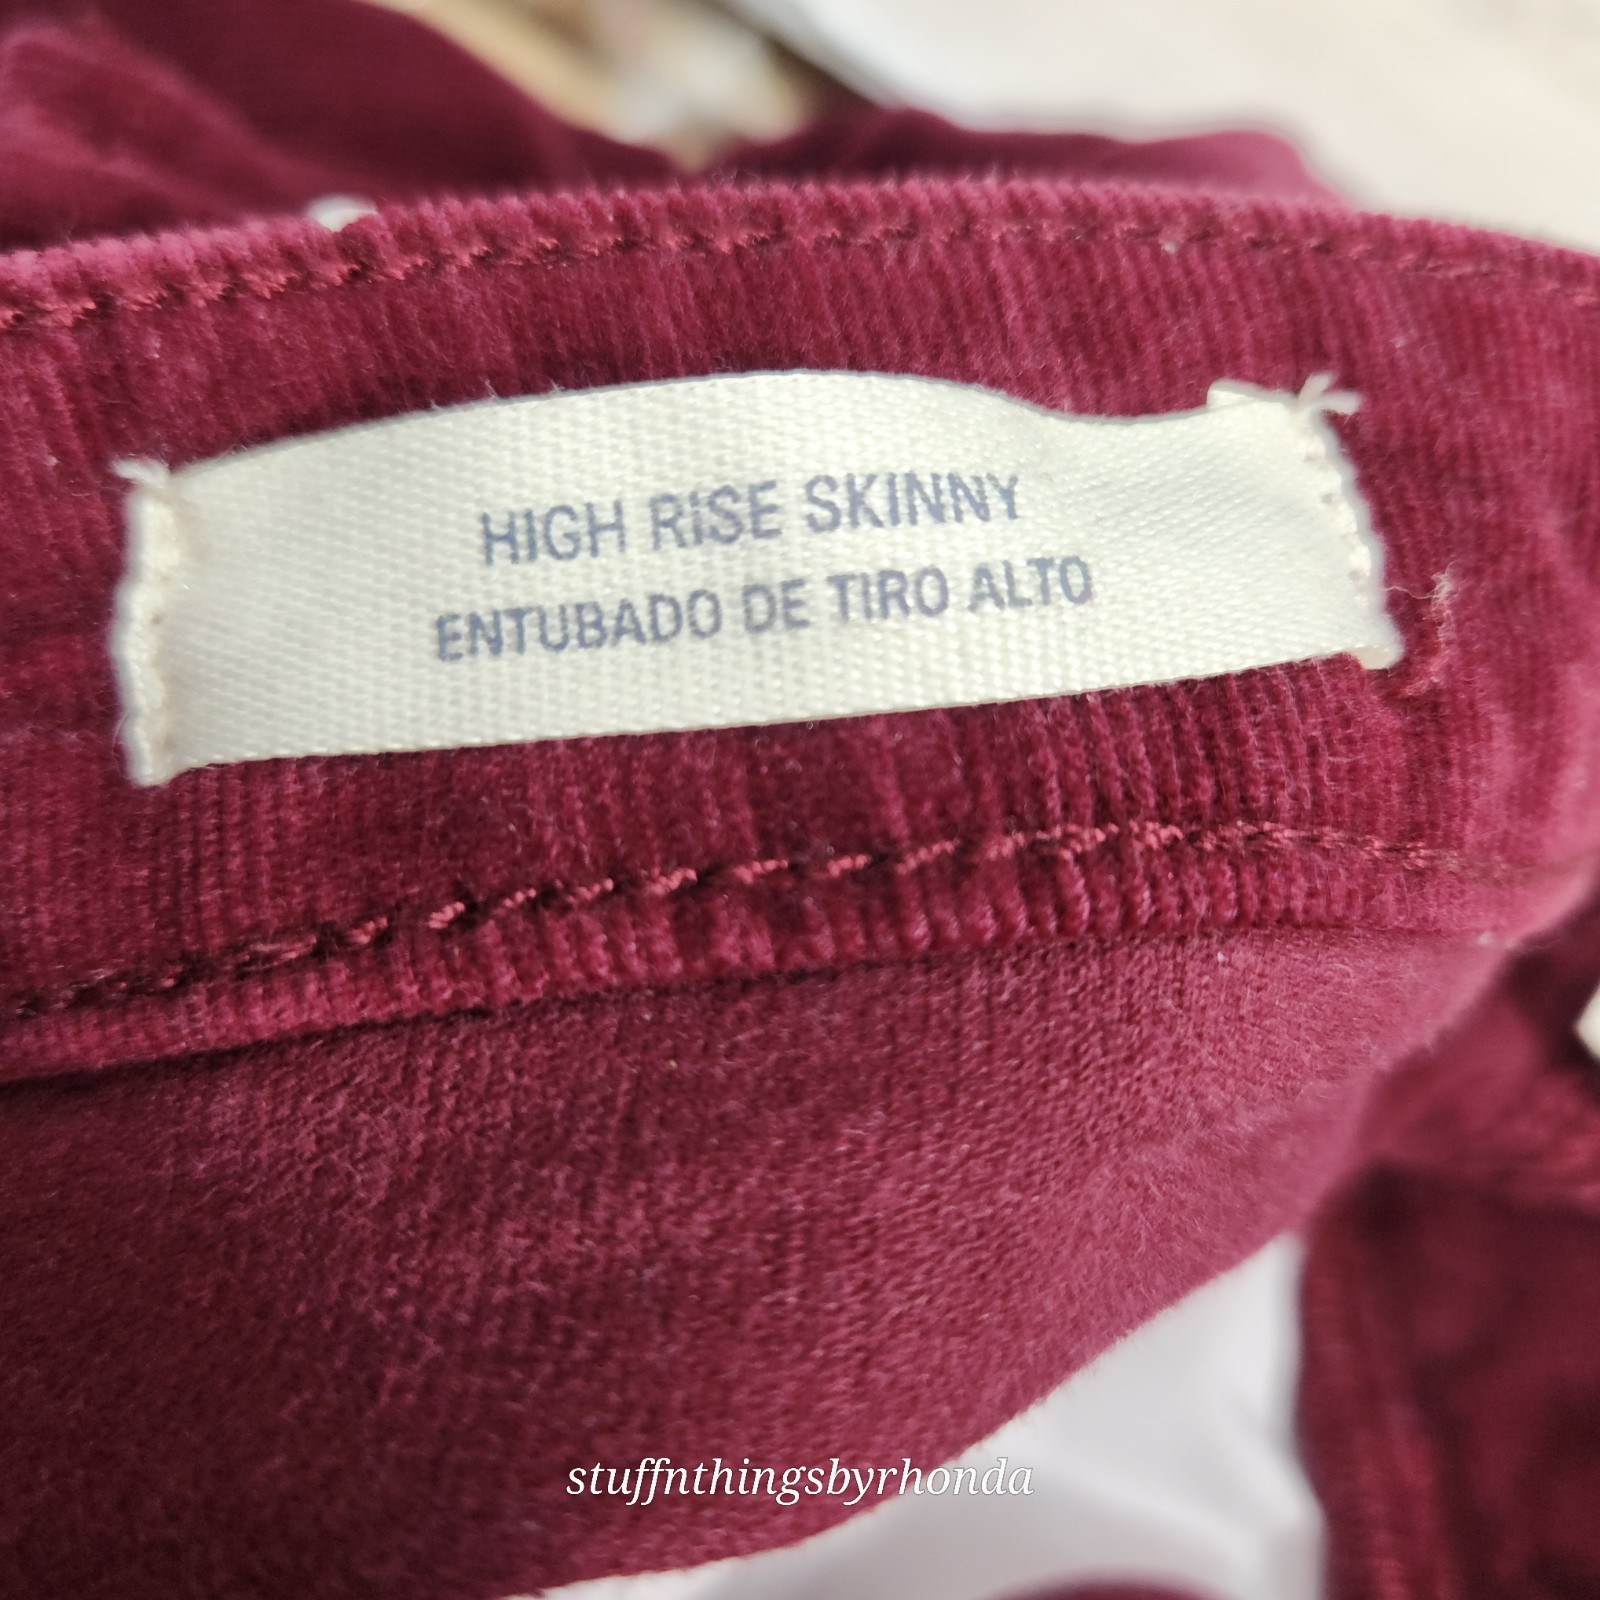 HIGH RISE SKINNY
ENTUBADO DE TIRO ALTO
stuffnthingsbyrhonda